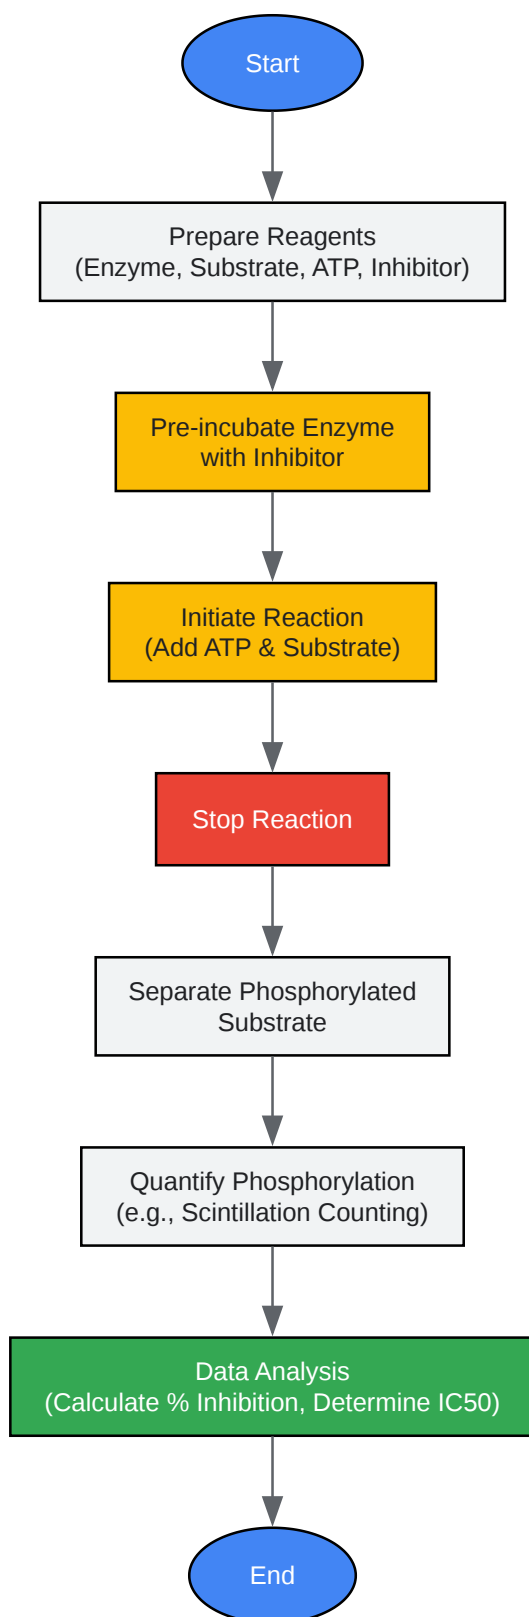 Start
Prepare Reagents
(Enzyme, Substrate, ATP, Inhibitor)
Pre-incubate Enzyme
with Inhibitor
Initiate Reaction
(Add ATP & Substrate)
Stop Reaction
Separate Phosphorylated
Substrate
Quantify Phosphorylation
(e.g., Scintillation Counting)
Data Analysis
(Calculate % Inhibition, Determine IC50)
End